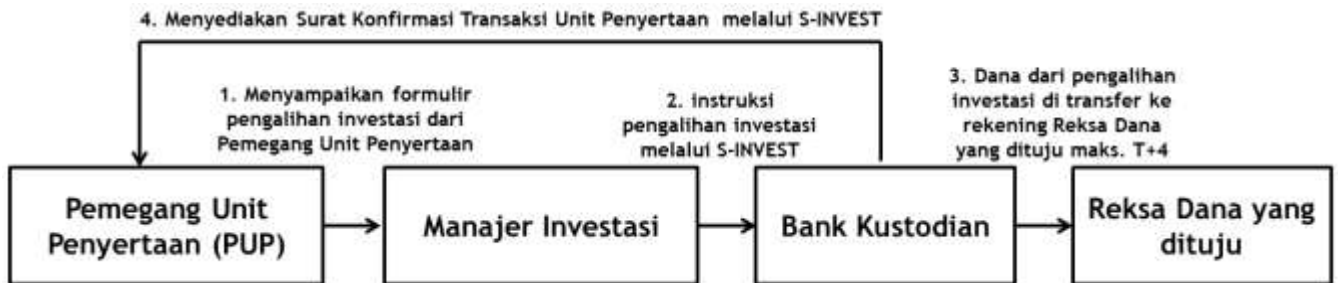 4. Menyediakan Surat Konfirmasi Transaksi Unit Penyertaan melalui S-INVEST
1. Menyampaikan formulir
pengalihan investasi dari
Pemegang Unit Penyertaan
2. instruksi
pengalihan investasi
melalui S-INVEST
3. Dana dari pengalihan
investasi di transfer ke
rekening Reksa Dana
yang dituju maks. T+4
Pemegang Unit
Penyertaan (PUP)
Manajer Investasi
Bank Kustodian
Reksa Dana yang
dituju